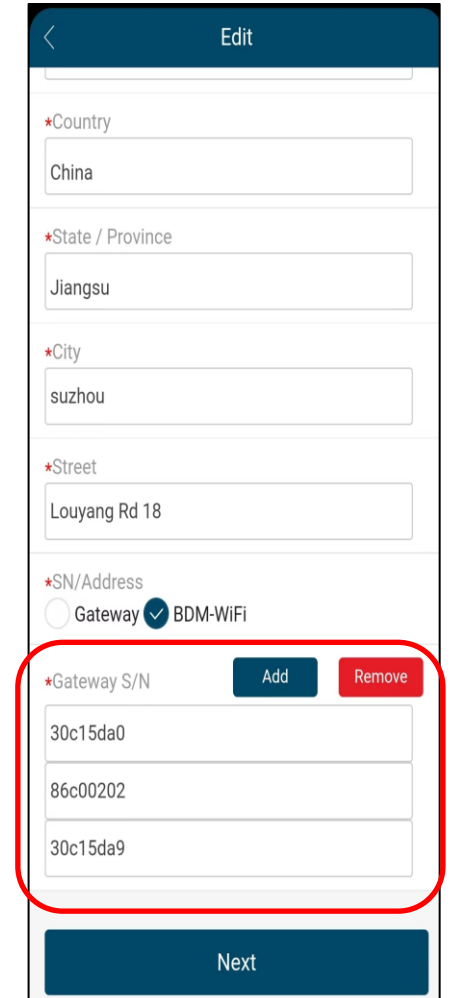 Edit
*Country
China
*State / Province
Jiangsu
*City
suzhou
*Street
Louyang Rd 18
*SN/Address
Gateway BDM-WiFi
*Gateway S/N Add Remove
30c15da0
86c00202
30c15da9
Next